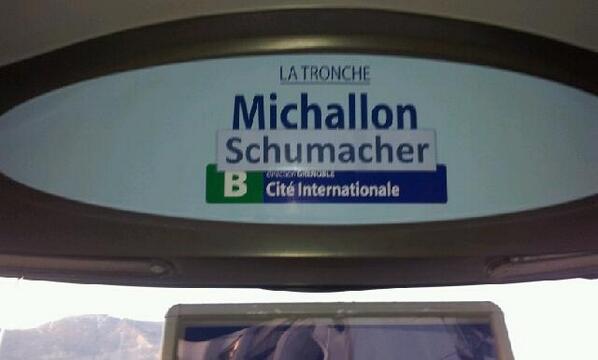 LA TRONCHE
Michallon
Schumacher
B direction GRENOBLE
Cité Internationale